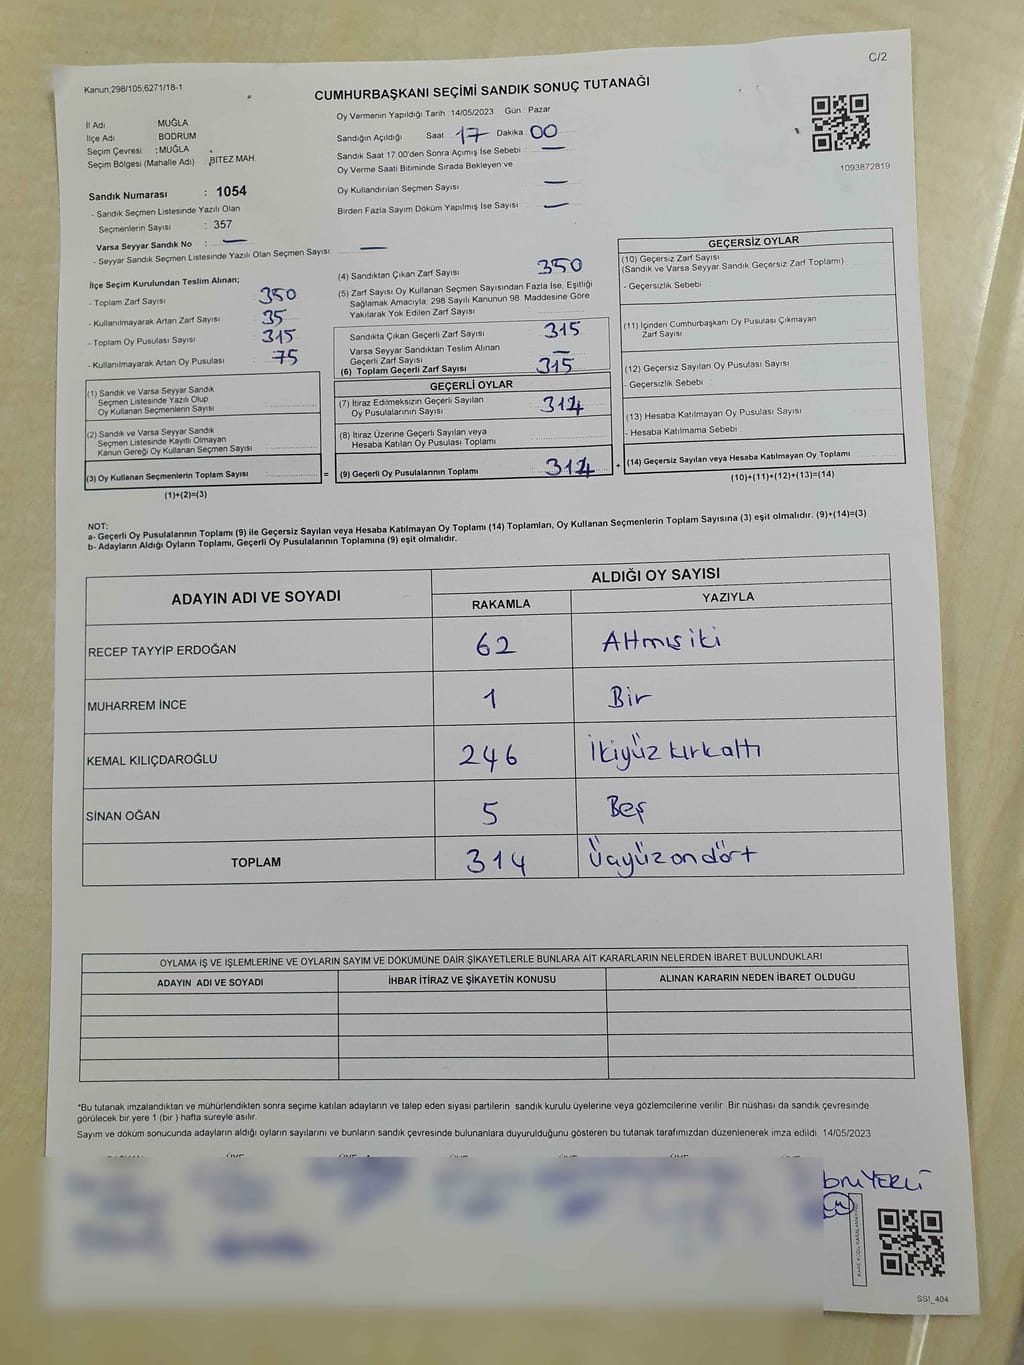 C/2
Kanun,298/105,6271/18-1
CUMHURBAŞKANI SEÇİMİ SANDIK SONUÇ TUTANAĞI
İl Adı MUĞLA
İlçe Adı : BODRUM
Seçim Çevresi : MUĞLA
Seçim Bölgesi (Mahalle Adı) BİTEZ MAH.
Sandık Numarası : 1054
- Sandık Seçmen Listesinde Yazılı Olan
Seçmenlerin Sayısı : 357
Varsa Seyyar Sandık No : —
- Seyyar Sandık Seçmen Listesinde Yazılı Olan Seçmen Sayısı —
Oy Vermenin Yapıldığı Tarih : 14/05/2023 Gün : Pazar
Sandığın Açıldığı Saat 17 Dakika 00
Sandık Saat 17.00'den Sonra Açımış İse Sebebi : —
Oy Verme Saati Bitiminde Sırada Bekleyen ve
Oy Kullandırılan Seçmen Sayısı —
Birden Fazla Sayım Döküm Yapılmış İse Sayısı : —
1093872819
İlçe Seçim Kurulundan Teslim Alınan;
- Toplam Zarf Sayısı 350
- Kullanılmayarak Artan Zarf Sayısı 35
- Toplam Oy Pusulası Sayısı 315
- Kullanılmayarak Artan Oy Pusulası 75
(1) Sandık ve Varsa Seyyar Sandık
Seçmen Listesinde Yazılı Olup
Oy Kullanan Seçmenlerin Sayısı
(2) Sandık ve Varsa Seyyar Sandık
Seçmen Listesinde Kayıtlı Olmayan
Kanun Gereği Oy Kullanan Seçmen Sayısı
(3) Oy Kullanan Seçmenlerin Toplam Sayısı =
(1)+(2)=(3)
(4) Sandıktan Çıkan Zarf Sayısı 350
(5) Zarf Sayısı Oy Kullanan Seçmen Sayısından Fazla İse, Eşitliği
Sağlamak Amacıyla, 298 Sayılı Kanunun 98. Maddesine Göre
Yakılarak Yok Edilen Zarf Sayısı
Sandıkta Çıkan Geçerli Zarf Sayısı 315
Varsa Seyyar Sandıktan Teslim Alınan
Geçerli Zarf Sayısı —
(6) Toplam Geçerli Zarf Sayısı 315
GEÇERLİ OYLAR
(7) İtiraz Edilmeksizin Geçerli Sayılan
Oy Pusulalarının Sayısı 314
(8) İtiraz Üzerine Geçerli Sayılan veya
Hesaba Katılan Oy Pusulası Toplamı
(9) Geçerli Oy Pusulalarının Toplamı 314 +
GEÇERSİZ OYLAR
(10) Geçersiz Zarf Sayısı
(Sandık ve Varsa Seyyar Sandık Geçersiz Zarf Toplamı)
- Geçersizlik Sebebi :
(11) İçinden Cumhurbaşkanı Oy Pusulası Çıkmayan
Zarf Sayısı
(12) Geçersiz Sayılan Oy Pusulası Sayısı
- Geçersizlik Sebebi :
(13) Hesaba Katılmayan Oy Pusulası Sayısı
- Hesaba Katılmama Sebebi :
(14) Geçersiz Sayılan veya Hesaba Katılmayan Oy Toplamı
(10)+(11)+(12)+(13)=(14)
NOT:
a- Geçerli Oy Pusulalarının Toplamı (9) ile Geçersiz Sayılan veya Hesaba Katılmayan Oy Toplamı (14) Toplamları, Oy Kullanan Seçmenlerin Toplam Sayısına (3) eşit olmalıdır. (9)+(14)=(3)
b- Adayların Aldığı Oyların Toplamı, Geçerli Oy Pusulalarının Toplamına (9) eşit olmalıdır.
ADAYIN ADI VE SOYADI ALDIĞI OY SAYISI
RAKAMLA YAZIYLA
RECEP TAYYİP ERDOĞAN 62 Altmışiki
MUHARREM İNCE 1 Bir
KEMAL KILIÇDAROĞLU 246 İkiyüz kırkaltı
SİNAN OĞAN 5 Beş
TOPLAM 314 Üçyüzondört
OYLAMA İŞ VE İŞLEMLERİNE VE OYLARIN SAYIM VE DÖKÜMÜNE DAİR ŞİKAYETLERLE BUNLARA AİT KARARLARIN NELERDEN İBARET BULUNDUKLARI
ADAYIN ADI VE SOYADI İHBAR İTİRAZ VE ŞİKAYETİN KONUSU ALINAN KARARIN NEDEN İBARET OLDUĞU
*Bu tutanak imzalandıktan ve mühürlendikten sonra seçime katılan adayların ve talep eden siyasi partilerin sandık kurulu üyelerine veya gözlemcilerine verilir. Bir nüshası da sandık çevresinde
görülecek bir yere 1 (bir ) hafta süreyle asılır.
Sayım ve döküm sonucunda adayların aldığı oyların sayılarını ve bunların sandık çevresinde bulunanlara duyurulduğunu gösteren bu tutanak tarafımızdan düzenlenerek imza edildi. 14/05/2023
SSI_404